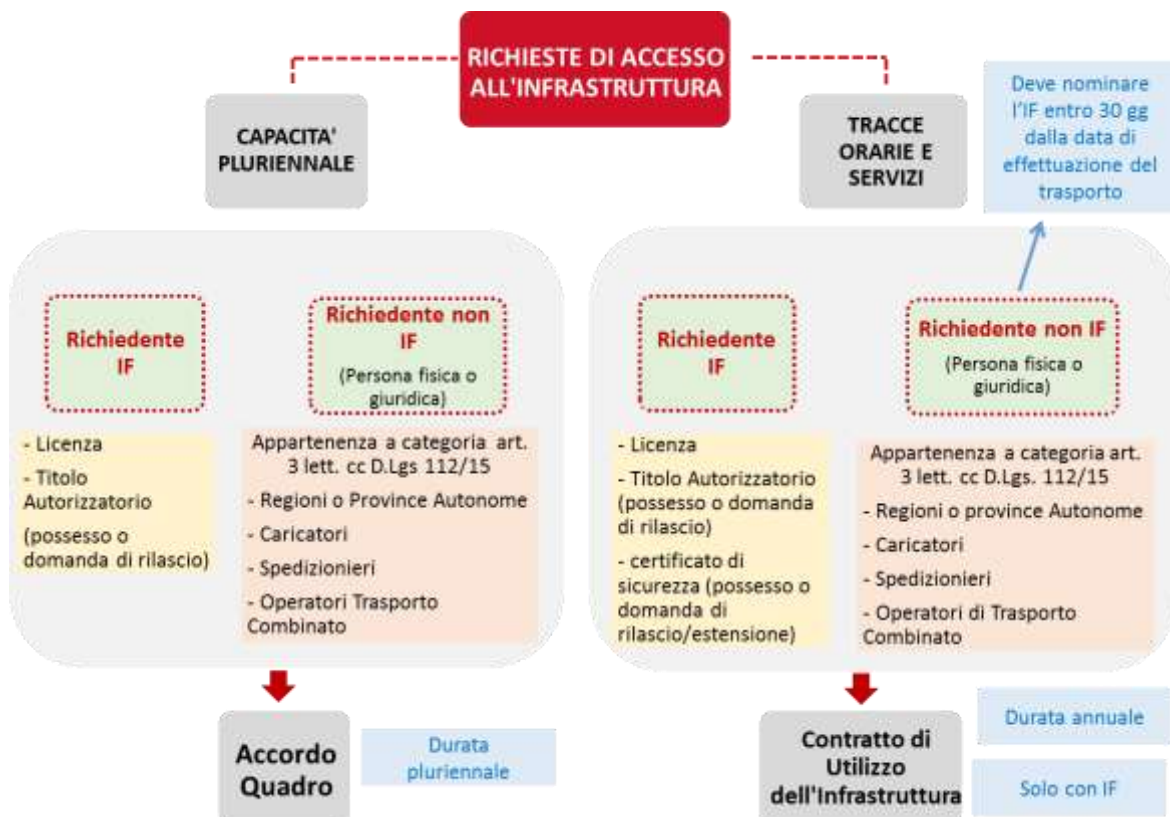 RICHIESTE DI ACCESSO
ALL'INFRASTRUTTURA
CAPACITA'
PLURIENNALE
TRACCE
ORARIE E
SERVIZI
Deve nominare
l'IF entro 30 gg
dalla data di
effettuazione del
trasporto
Richiedente
IF
Richiedente non
IF
(Persona fisica o
giuridica)
- Licenza
- Titolo
Autorizzatorio
(possesso o
domanda di rilascio)
Appartenenza a categoria art.
3 lett. cc D.Lgs 112/15
- Regioni o Province Autonome
- Caricatori
- Spedizionieri
- Operatori Trasporto
Combinato
Richiedente
IF
Richiedente non IF
(Persona fisica o
giuridica)
- Licenza
- Titolo Autorizzatorio
(possesso o domanda
di rilascio)
- certificato di
sicurezza (possesso o
domanda di
rilascio/estensione)
Appartenenza a categoria art.
3 lett. cc D.Lgs. 112/15
- Regioni o province Autonome
- Caricatori
- Spedizionieri
- Operatori di Trasporto
Combinato
Accordo
Quadro
Durata
pluriennale
Contratto di
Utilizzo
dell'Infrastruttura
Durata annuale
Solo con IF